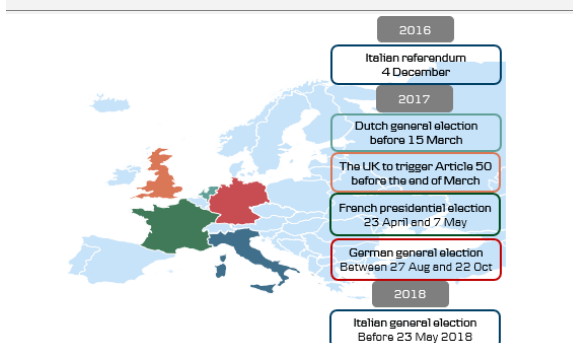 2016
Italian referendum
4 December
2017
Dutch general election
before 15 March
The UK to trigger Article 50
before the end of March
French presidential election
23 April and 7 May
German general election
Between 27 Aug and 22 Oct
2018
Italian general election
Before 23 May 2018